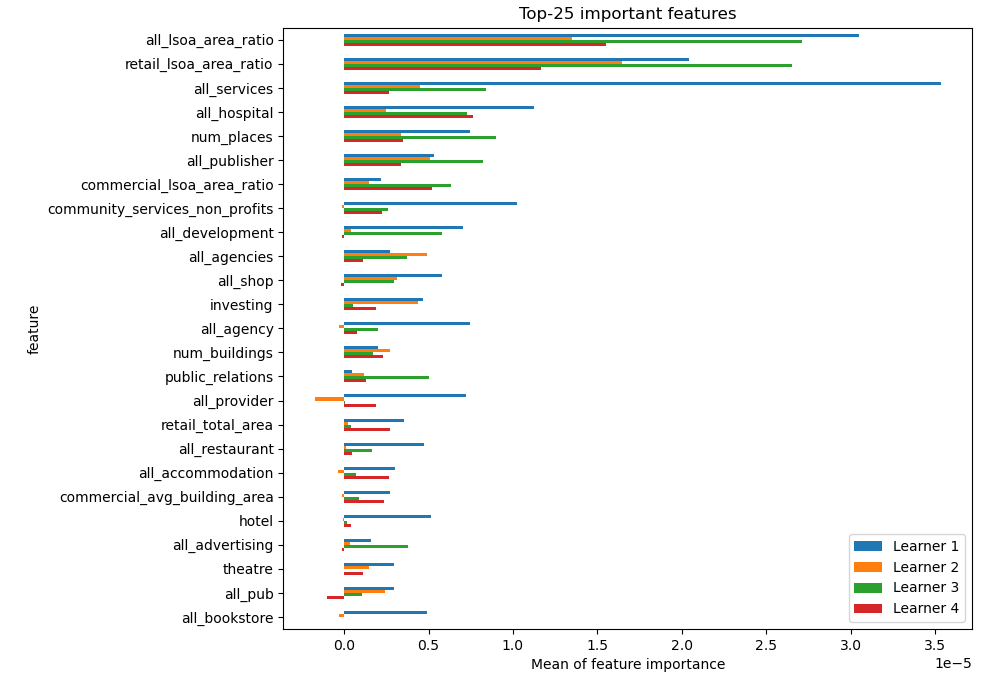 Top-25 important features
all_lsoa_area_ratio
retail_lsoa_area_ratio
all_services
all_hospital
num_places
all_publisher
commercial_lsoa_area_ratio
community_services_non_profits
all_development
all_agencies
all_shop
investing
all_agency
num_buildings
public_relations
all_provider
retail_total_area
all_restaurant
all_accommodation
commercial_avg_building_area
hotel
all_advertising
theatre
all_pub
all_bookstore
feature
Learner 1
Learner 2
Learner 3
Learner 4
0.0 0.5 1.0 1.5 2.0 2.5 3.0 3.5
1e−5
Mean of feature importance